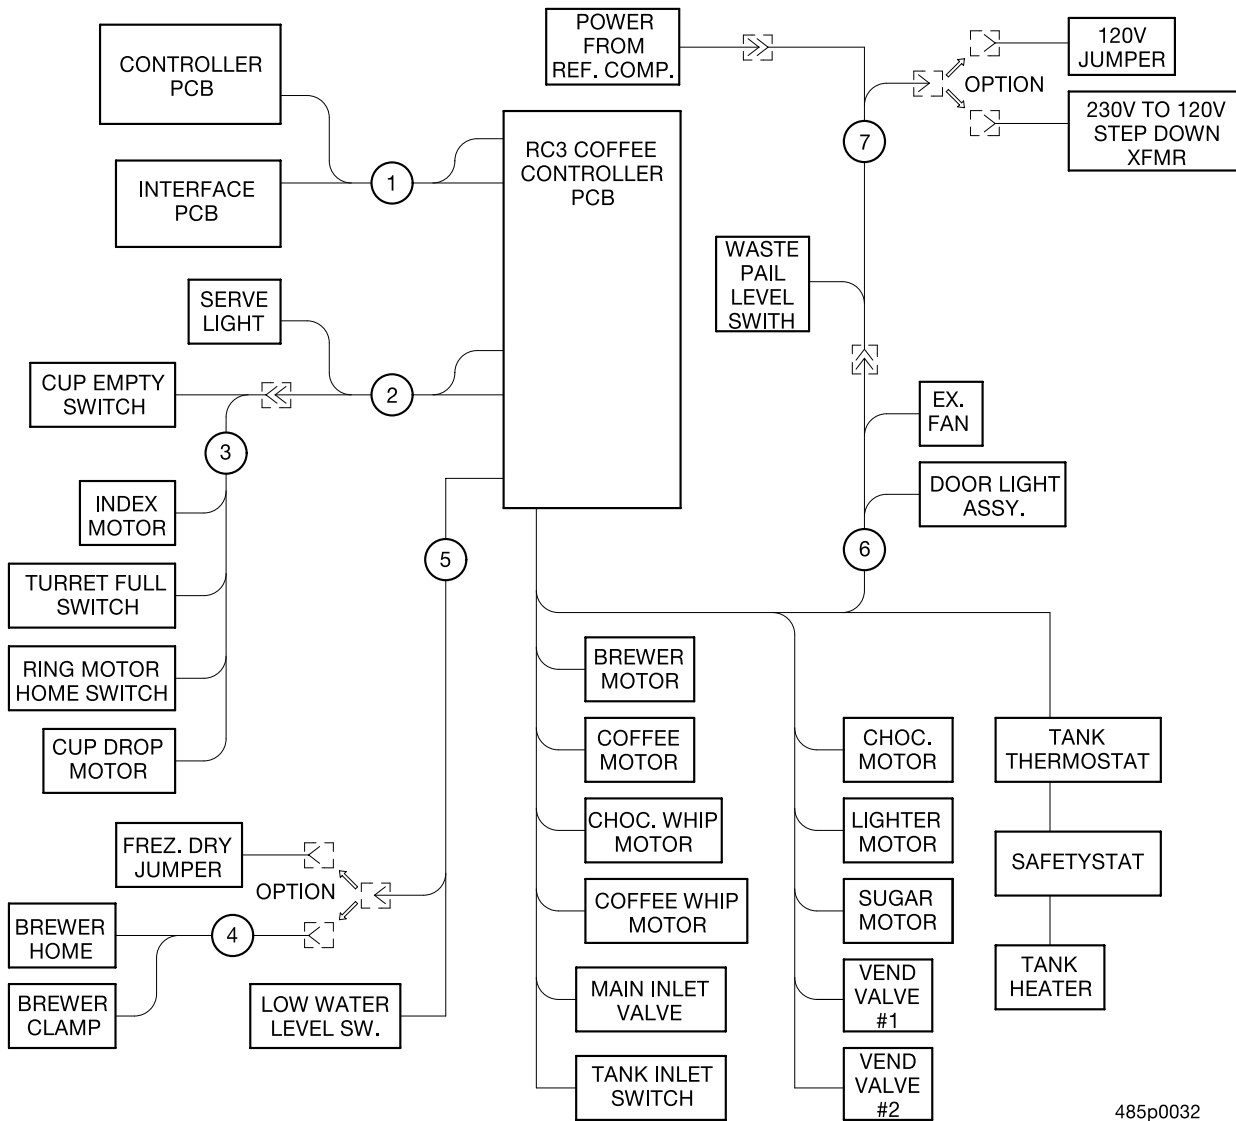 POWER
FROM
REF. COMP.
120V
JUMPER
OPTION
230V TO 120V
STEP DOWN
XFMR
CONTROLLER
PCB
INTERFACE
PCB
1
RC3 COFFEE
CONTROLLER
PCB
7
WASTE
PAIL
LEVEL
SWITH
SERVE
LIGHT
CUP EMPTY
SWITCH
2
3
EX.
FAN
DOOR LIGHT
ASSY.
INDEX
MOTOR
5
6
TURRET FULL
SWITCH
RING MOTOR
HOME SWITCH
CUP DROP
MOTOR
BREWER
MOTOR
COFFEE
MOTOR
CHOC. WHIP
MOTOR
COFFEE WHIP
MOTOR
MAIN INLET
VALVE
TANK INLET
SWITCH
CHOC.
MOTOR
LIGHTER
MOTOR
SUGAR
MOTOR
VEND
VALVE
#1
VEND
VALVE
#2
TANK
THERMOSTAT
SAFETYSTAT
TANK
HEATER
FREZ. DRY
JUMPER
OPTION
BREWER
HOME
4
BREWER
CLAMP
LOW WATER
LEVEL SW.
485p0032